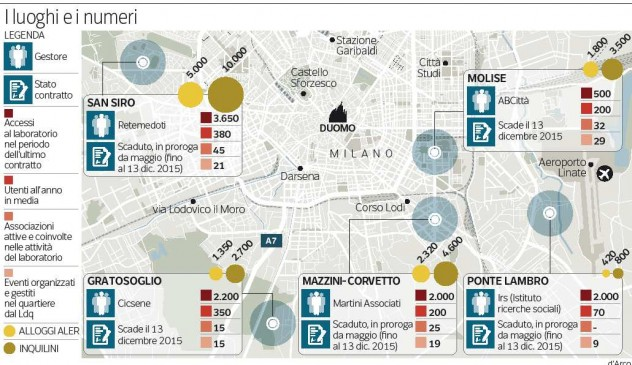 I luoghi e i numeri
LEGENDA
Gestore
Stato
contratto
Accessi
al laboratorio
nel periodo
dell'ultimo
contratto
Utenti all'anno
in media
Associazioni
attive e coinvolte
nelle attività
del laboratorio
Eventi organizzati
e gestiti
nel quartiere
dal Ldq
ALLOGGI ALER
INQUILINI
5.000
10.000
SAN SIRO
Retemedoti
Scaduto, in proroga
da maggio (fino
al 13 dic. 2015)
3.650
380
45
21
Stazione
Garibaldi
Castello
Sforzesco
Città
Studi
DUOMO
MILANO
Darsena
via Lodovico il Moro
Corso Lodi
A7
Aeroporto
Linate
1.800
3.500
MOLISE
ABCittà
Scade il 13
dicembre 2015
500
200
32
29
1.350
2.700
GRATOSOGLIO
Cicsene
Scade il 13
dicembre 2015
2.200
350
15
15
2.320
4.600
MAZZINI-CORVETTO
Martini Associati
Scaduto, in proroga
da maggio (fino
al 13 dic. 2015)
2.000
200
25
19
420
800
PONTE LAMBRO
Irs (Istituto
ricerche sociali)
Scaduto, in proroga
da maggio (fino
al 13 dic. 2015)
2.000
70
-
9
d'Arco